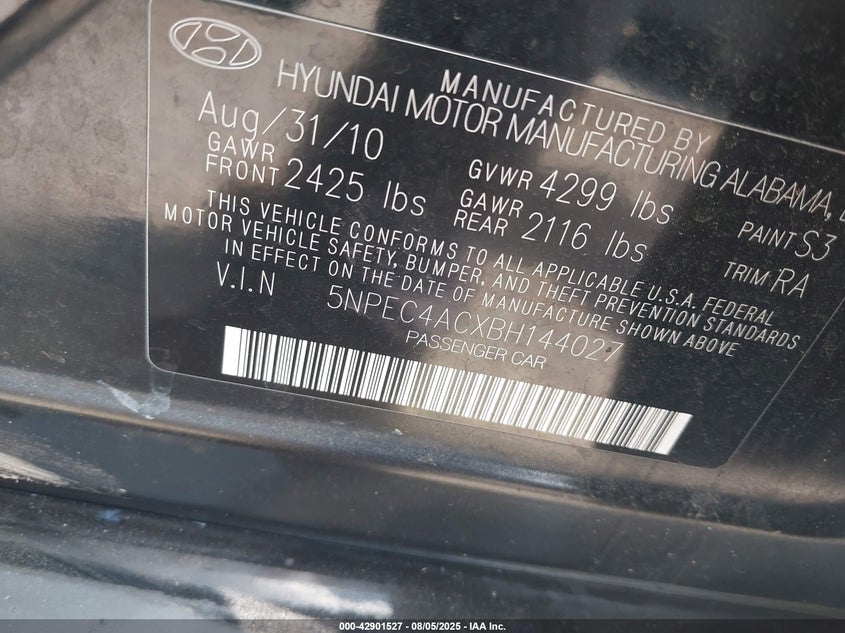 MANUFACTURED BY
HYUNDAI MOTOR MANUFACTURING ALABAMA,
Aug/31/10
GVWR 4299 lbs
PAINT S3
GAWR FRONT 2425 lbs
GAWR REAR 2116 lbs
TRIM RA
THIS VEHICLE CONFORMS TO ALL APPLICABLE U.S.A. FEDERAL
MOTOR VEHICLE SAFETY, BUMPER, AND THEFT PREVENTION STANDARDS
IN EFFECT ON THE DATE OF MANUFACTURE SHOWN ABOVE
V.I.N
5NPEC4ACXBH144027
PASSENGER CAR
000-42901527 - 08/05/2025 - IAA Inc.